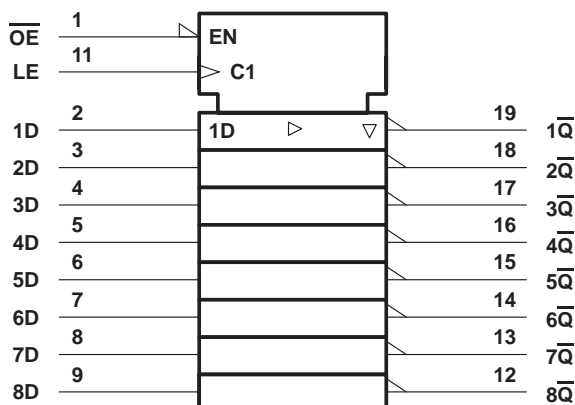 O̅E̅ 1 EN
LE 11 C1
1D 2 1D 19 1Q̅
2D 3 18 2Q̅
3D 4 17 3Q̅
4D 5 16 4Q̅
5D 6 15 5Q̅
6D 7 14 6Q̅
7D 8 13 7Q̅
8D 9 12 8Q̅